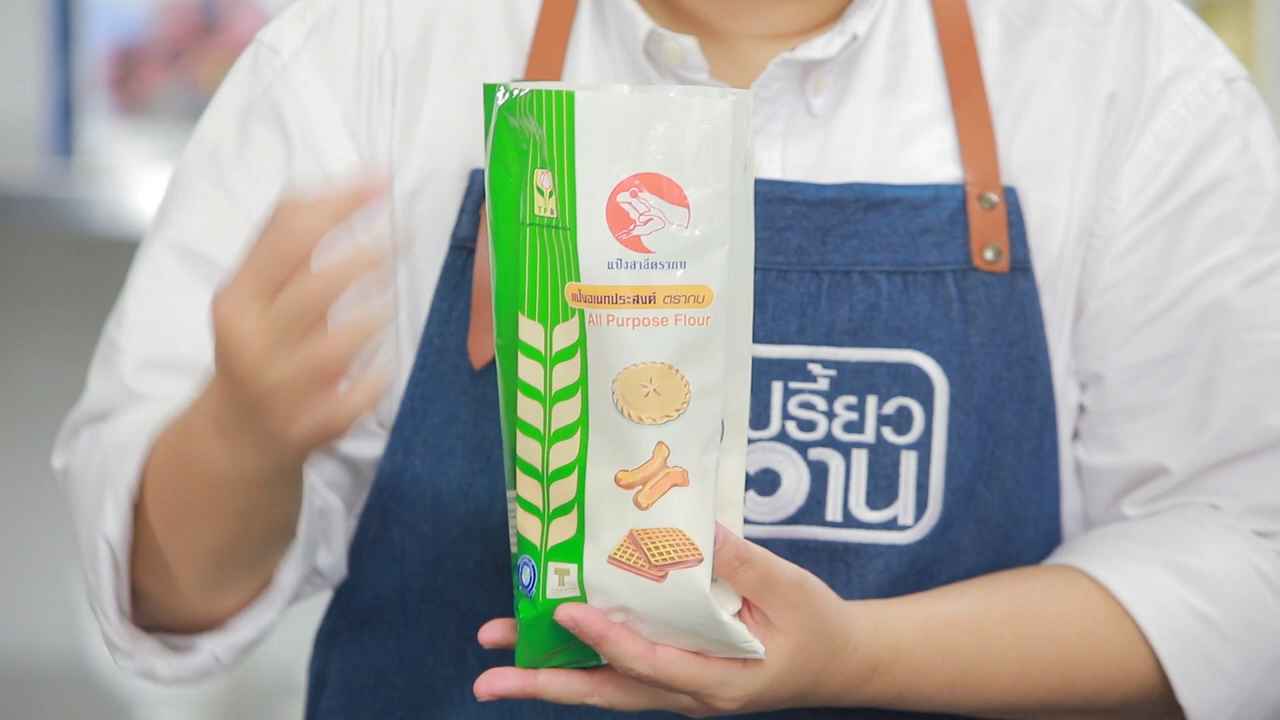 TFM
แป้งสาลีตรากบ
แป้งอเนกประสงค์ ตรากบ
All Purpose Flour
เปรี้ยว
หวาน
Q
T